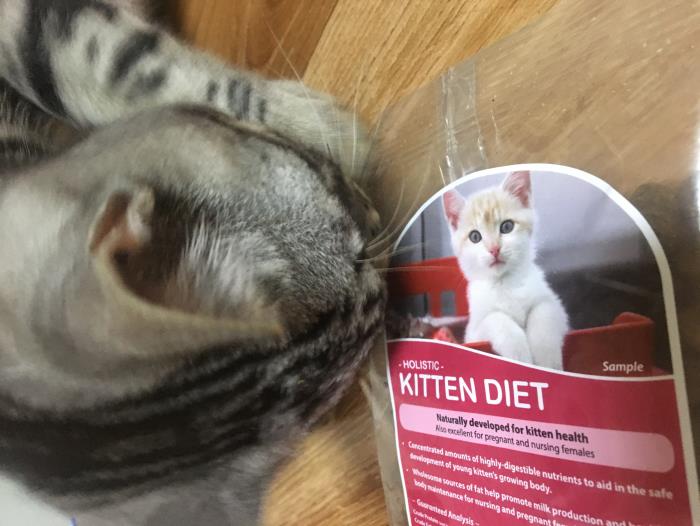 Sample
- HOLISTIC -
KITTEN DIET
Naturally developed for kitten health
Also excellent for pregnant and nursing females
• Concentrated amounts of highly-digestible nutrients to aid in the safe
development of young kitten's growing body.
• Wholesome sources of fat help promote milk production and
body maintenance for nursing and pregnant
- Guaranteed Analysis -
Crude Protein